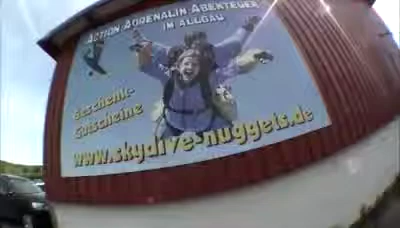 Action Adrenalin Abenteuer
im Allgäu
Geschenk-
Gutscheine
www.skydive-nuggets.de